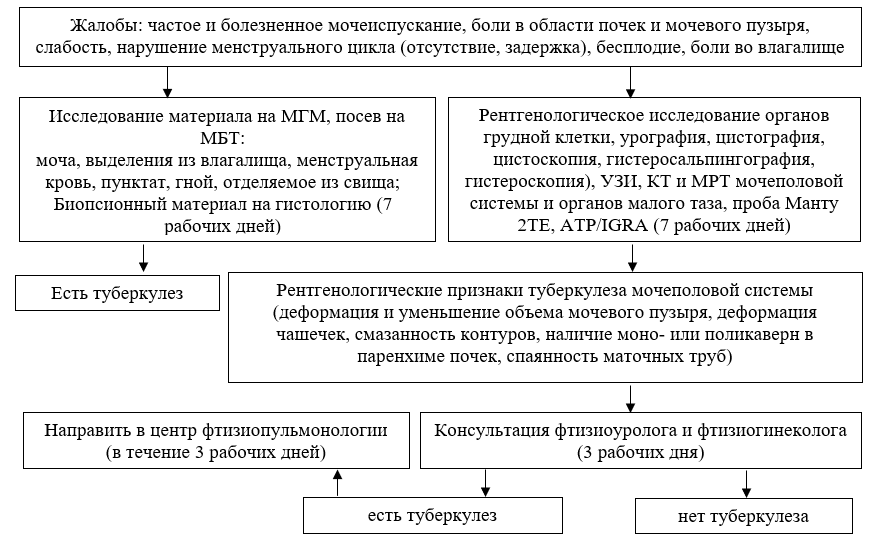 Жалобы: частое и болезненное мочеиспускание, боли в области почек и мочевого пузыря,
слабость, нарушение менструального цикла (отсутствие, задержка), бесплодие, боли во влагалище
Исследование материала на МГМ, посев на
МБТ:
моча, выделения из влагалища, менструальная
кровь, пунктат, гной, отделяемое из свища;
Биопсионный материал на гистологию (7
рабочих дней)
Рентгенологическое исследование органов
грудной клетки, урография, цистография,
цистоскопия, гистеросальпингография,
гистероскопия), УЗИ, КТ и МРТ мочеполовой
системы и органов малого таза, проба Манту
2ТЕ, АТР/IGRA (7 рабочих дней)
Есть туберкулез
Рентгенологические признаки туберкулеза мочеполовой системы
(деформация и уменьшение объема мочевого пузыря, деформация
чашечек, смазанность контуров, наличие моно- или поликаверн в
паренхиме почек, спаянность маточных труб)
Направить в центр фтизиопульмонологии
(в течение 3 рабочих дней)
Консультация фтизиоуролога и фтизиогинеколога
(3 рабочих дня)
есть туберкулез
нет туберкулеза